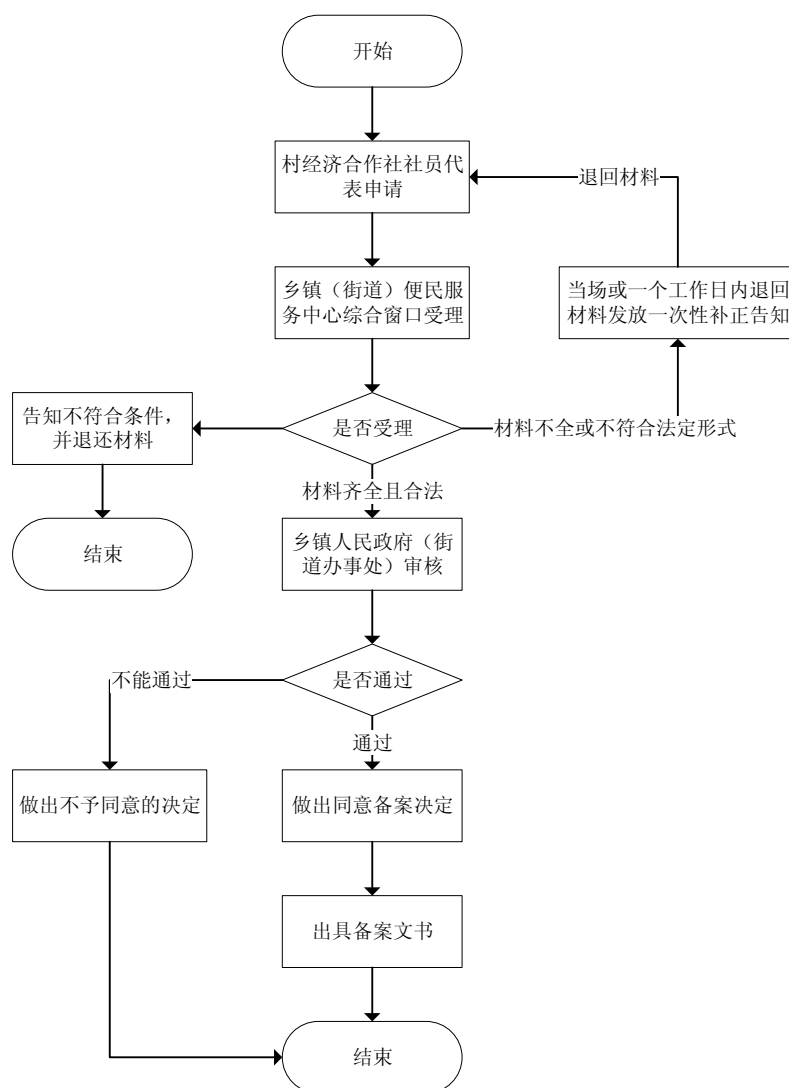 开始
村经济合作社社员代
表申请
退回材料
乡镇（街道）便民服
务中心综合窗口受理
当场或一个工作日内退回
材料发放一次性补正告知
告知不符合条件，
并退还材料
是否受理
材料不全或不符合法定形式
材料齐全且合法
结束
乡镇人民政府（街
道办事处）审核
不能通过
是否通过
通过
做出不予同意的决定
做出同意备案决定
出具备案文书
结束